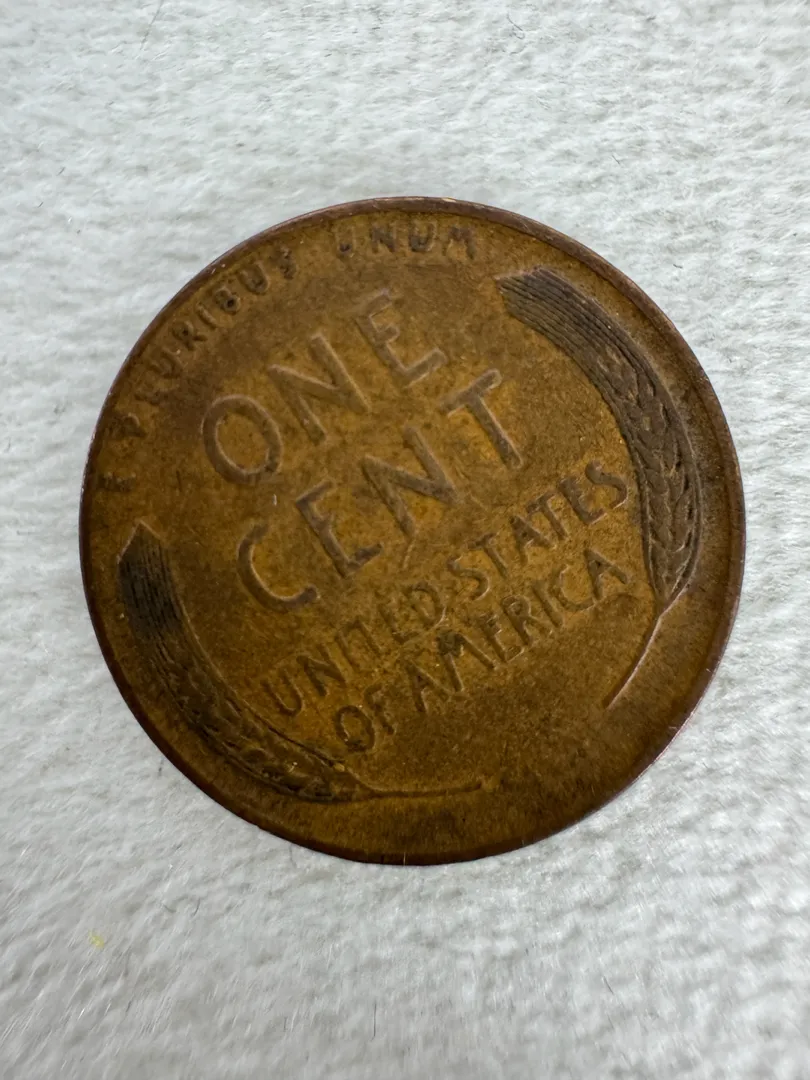 E PLURIBUS UNUM
ONE
CENT
UNITED STATES
OF AMERICA